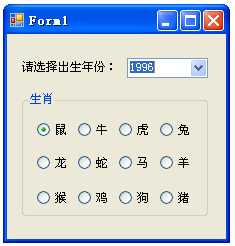 Form1
请选择出生年份： 1996
生肖
鼠 牛 虎 兔
龙 蛇 马 羊
猴 鸡 狗 猪